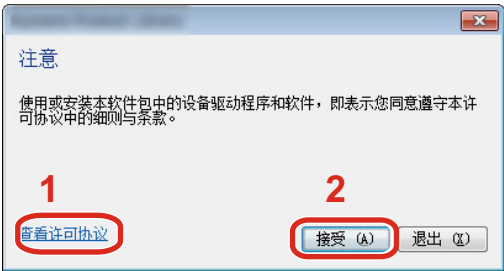 注意
使用或安装本软件包中的设备驱动程序和软件，即表示您同意遵守本许
可协议中的细则与条款。
1
2
查看许可协议
接受 (A)
退出 (X)